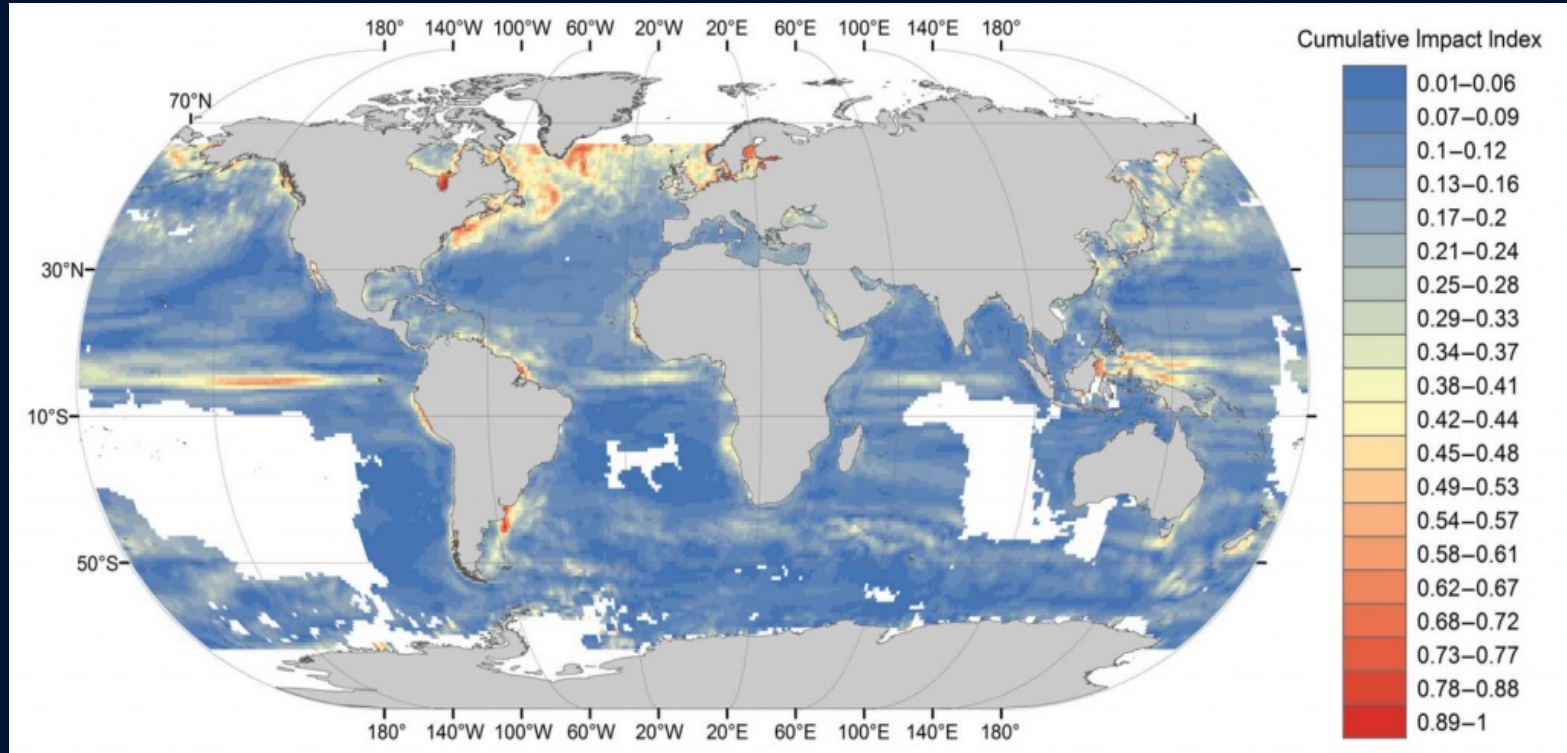 180° 140°W 100°W 60°W 20°W 20°E 60°E 100°E 140°E 180°
Cumulative Impact Index
70°N
30°N
10°S
50°S
0.01–0.06
0.07–0.09
0.1–0.12
0.13–0.16
0.17–0.2
0.21–0.24
0.25–0.28
0.29–0.33
0.34–0.37
0.38–0.41
0.42–0.44
0.45–0.48
0.49–0.53
0.54–0.57
0.58–0.61
0.62–0.67
0.68–0.72
0.73–0.77
0.78–0.88
0.89–1
180° 140°W 100°W 60°W 20°W 20°E 60°E 100°E 140°E 180°